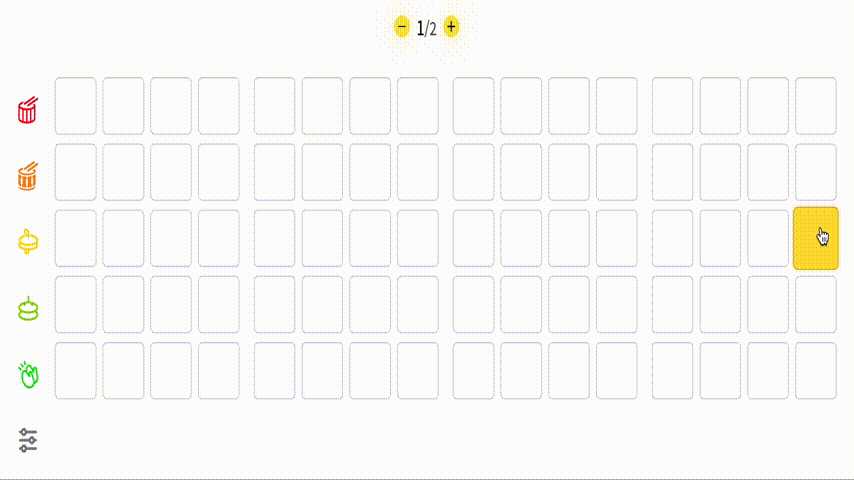 − 1/2 +